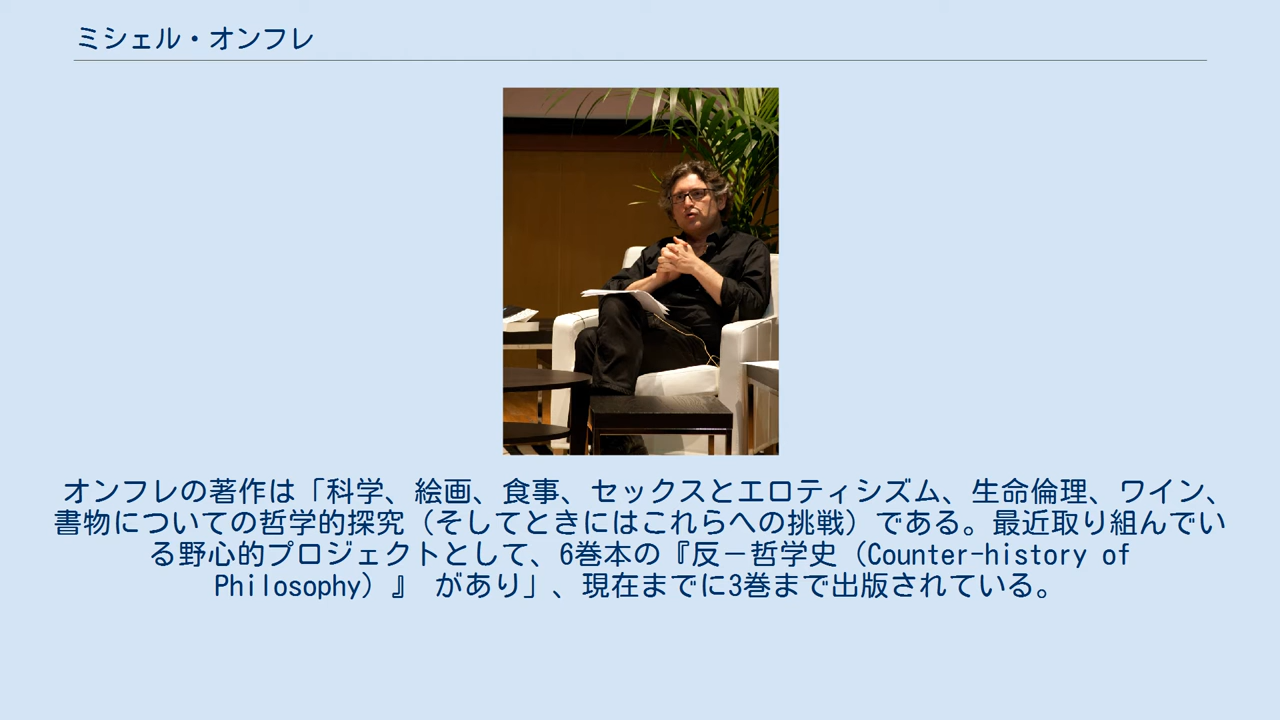 ミシェル・オンフレ
オンフレの著作は「科学、絵画、食事、セックスとエロティシズム、生命倫理、ワイン、
書物についての哲学的探究（そしてときにはこれらへの挑戦）である。最近取り組んでい
る野心的プロジェクトとして、6巻本の『反－哲学史（Counter-history of
Philosophy）』 があり」、現在までに3巻まで出版されている。